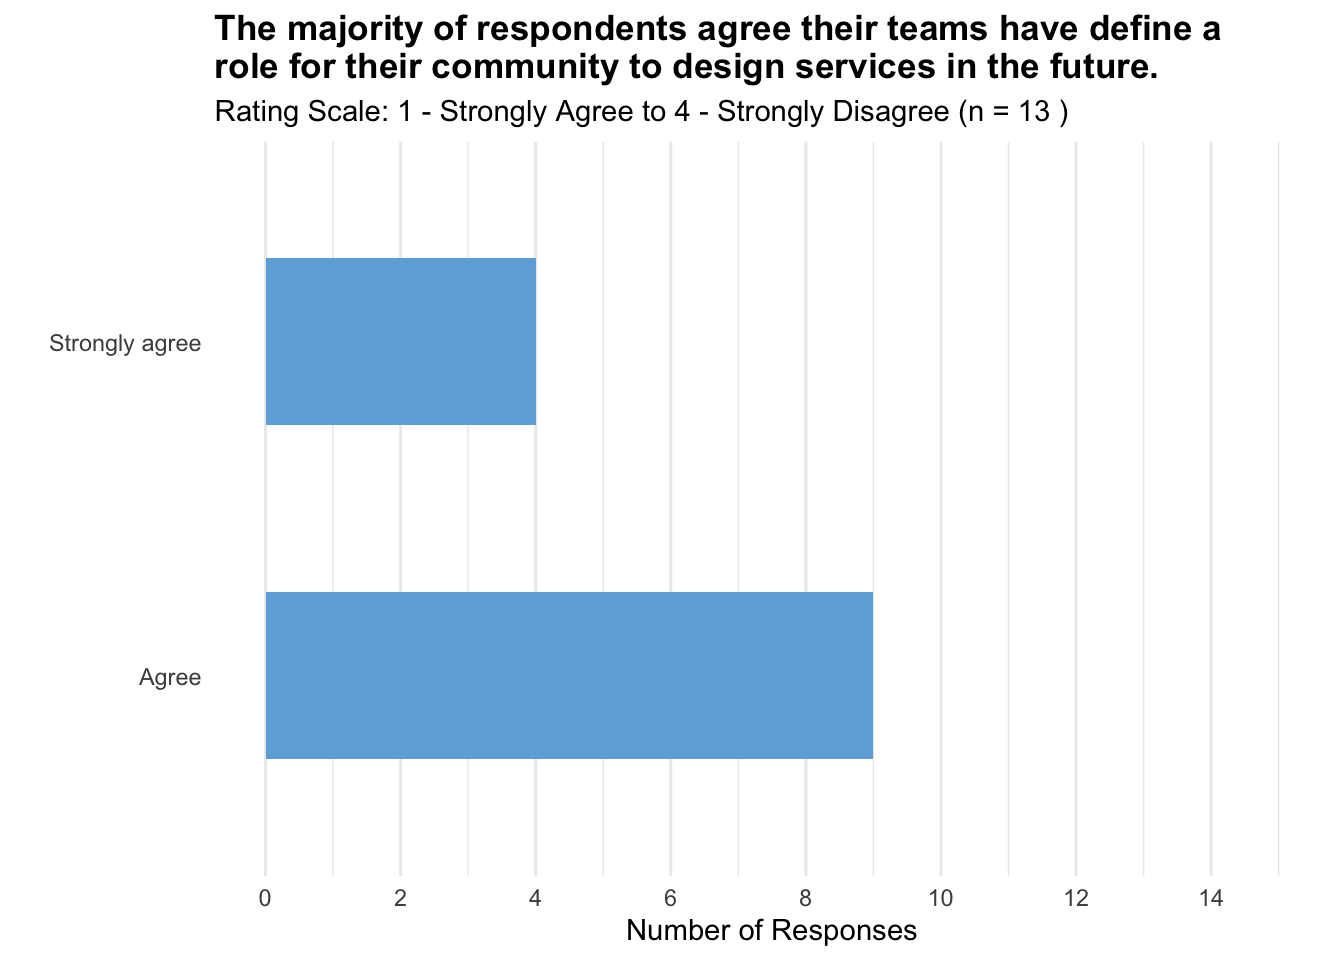 The majority of respondents agree their teams have define a
role for their community to design services in the future.
Rating Scale: 1 - Strongly Agree to 4 - Strongly Disagree (n = 13 )
Strongly agree
Agree
0 2 4 6 8 10 12 14
Number of Responses